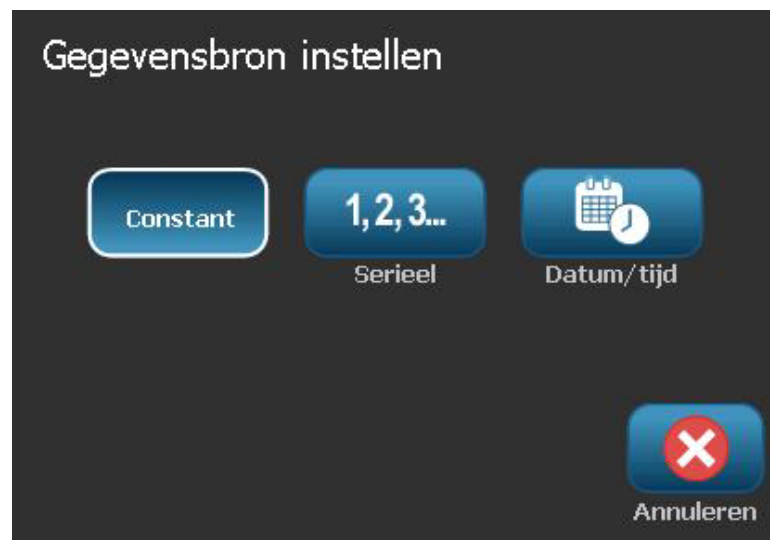 Gegevensbron instellen
Constant
1, 2, 3...
Serieel
Datum/tijd
Annuleren